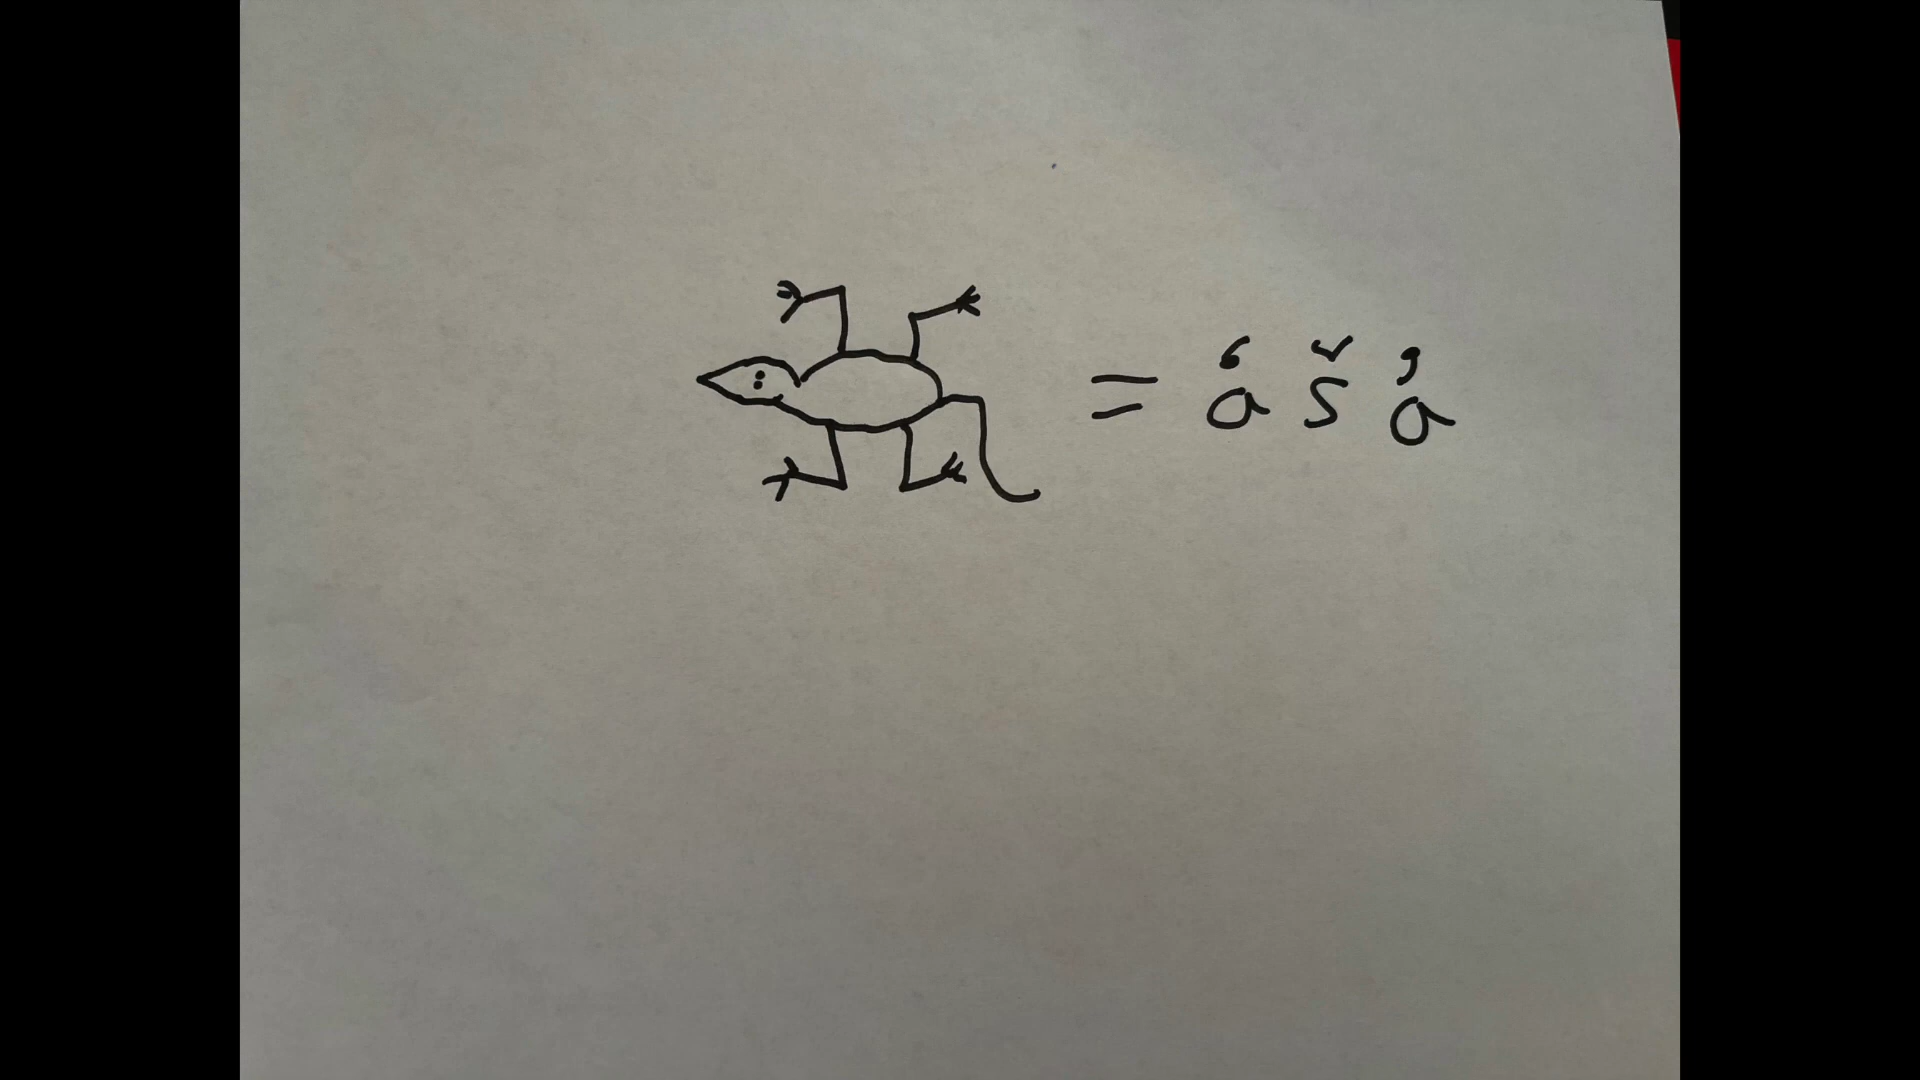 = a̒ša̓